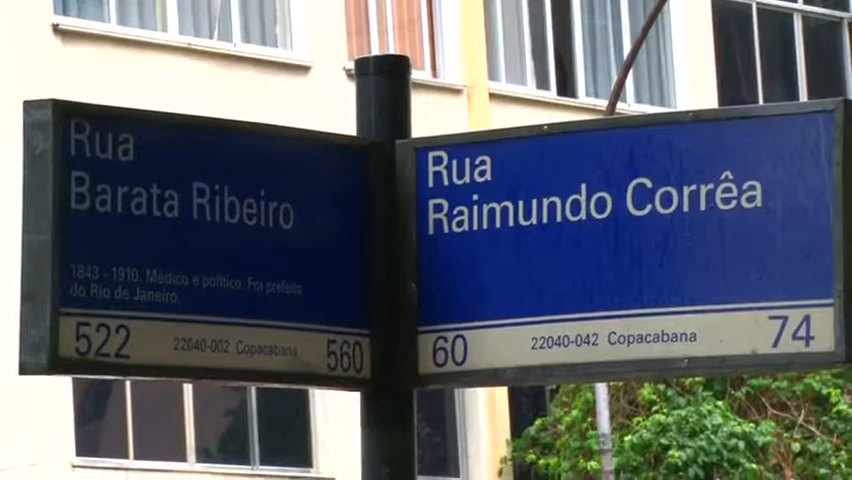 Rua
Barata Ribeiro
1843 - 1910. Médico e político. Foi prefeito
do Rio de Janeiro.
522 22040-002 Copacabana 560
Rua
Raimundo Corrêa
60 22040-042 Copacabana 74